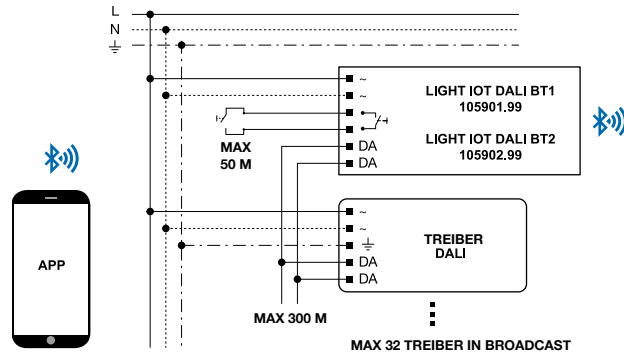 L
N
~
~
LIGHT IOT DALI BT1
105901.99
LIGHT IOT DALI BT2
105902.99
MAX
50 M
DA
DA
APP
~
~
TREIBER
DALI
DA
DA
MAX 300 M
MAX 32 TREIBER IN BROADCAST